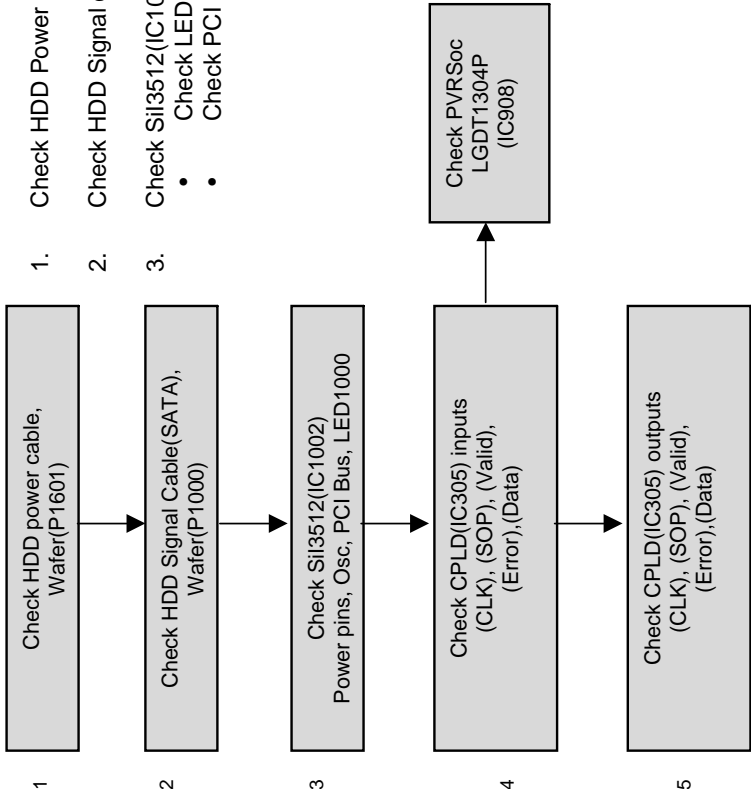 1
Check HDD power cable,
Wafer(P1601)
2
Check HDD Signal Cable(SATA),
Wafer(P1000)
3
Check SiI3512(IC1002)
Power pins, Osc, PCI Bus, LED1000
4
Check CPLD(IC305) inputs
(CLK), (SOP), (Valid),
(Error),(Data)
5
Check CPLD(IC305) outputs
(CLK), (SOP), (Valid),
(Error),(Data)
Check PVRSoc
LGDT1304P
(IC908)
1. Check HDD Power
2. Check HDD Signal
3. Check SiI3512(IC10
• Check LED
• Check PCI